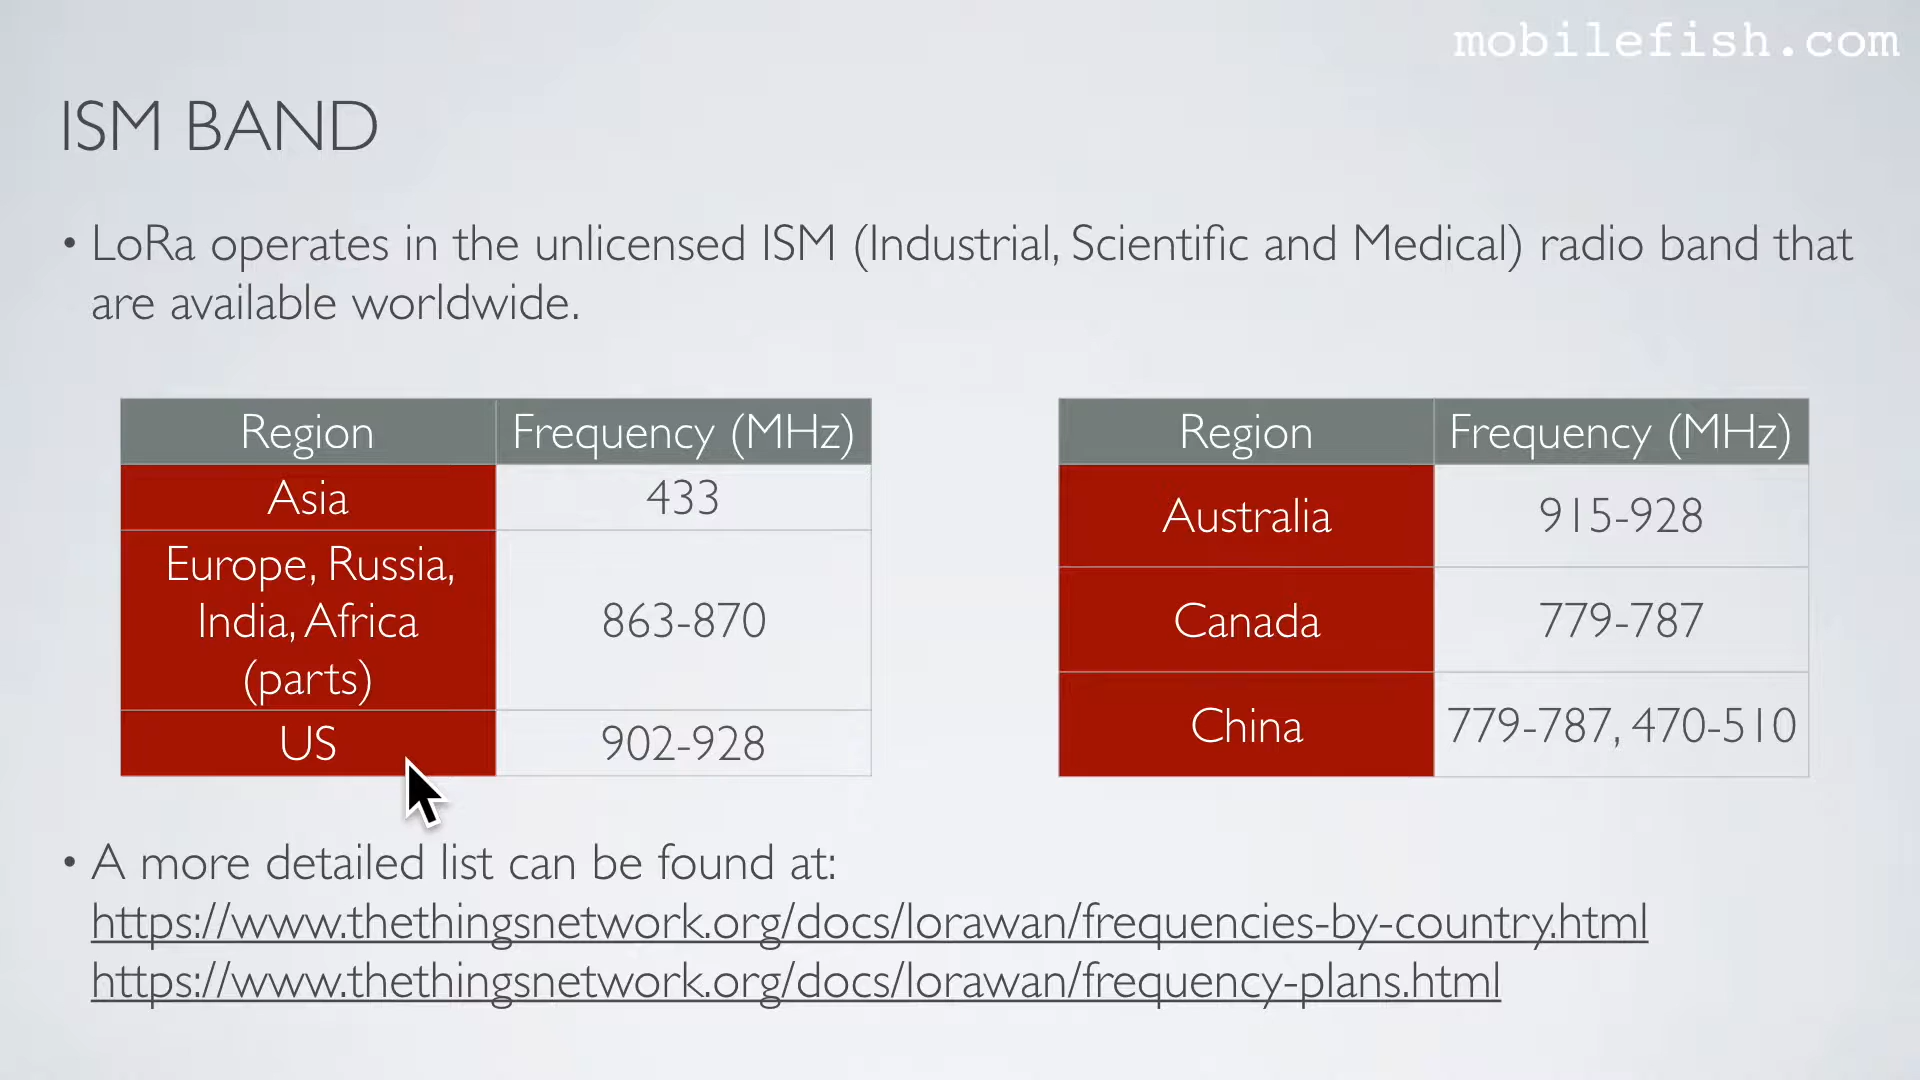 mobilefish.com
ISM BAND
• LoRa operates in the unlicensed ISM (Industrial, Scientific and Medical) radio band that
are available worldwide.
Region Frequency (MHz)
Asia 433
Europe, Russia,
India, Africa
(parts)
863-870
US 902-928
Region Frequency (MHz)
Australia 915-928
Canada 779-787
China 779-787, 470-510
• A more detailed list can be found at:
https://www.thethingsnetwork.org/docs/lorawan/frequencies-by-country.html
https://www.thethingsnetwork.org/docs/lorawan/frequency-plans.html